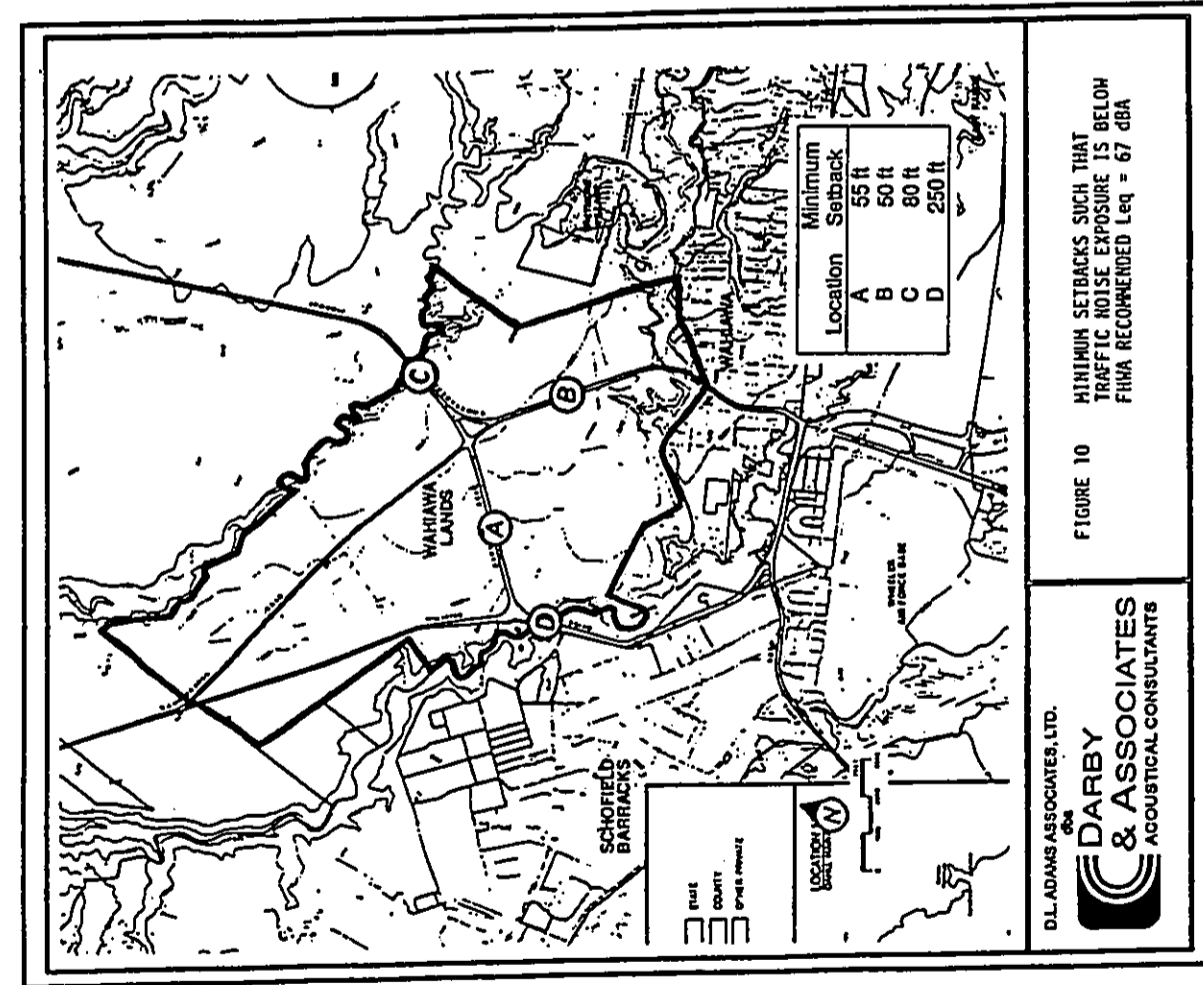 WAHIAWA
LANDS
SCHOFIELD
BARRACKS
WAHIAWA
WHEELER
AIR FORCE BASE
A
B
C
D
Location Minimum Setback
A 55 ft
B 50 ft
C 80 ft
D 250 ft
STATE
COUNTY
OTHER PRIVATE
LOCATION
N
D.L. ADAMS ASSOCIATES, LTD.
dba
DARBY
& ASSOCIATES
ACOUSTICAL CONSULTANTS
FIGURE 10 MINIMUM SETBACKS SUCH THAT
TRAFFIC NOISE EXPOSURE IS BELOW
FHWA RECOMMENDED Leq = 67 dBA